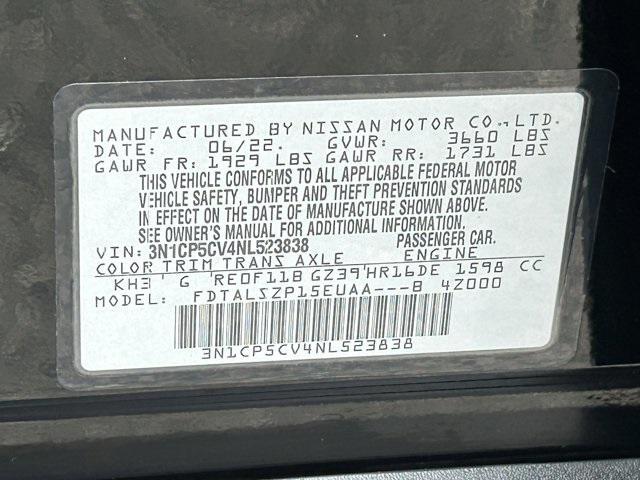 MANUFACTURED BY NISSAN MOTOR CO., LTD.
DATE: 06/22. GVWR: 3660 LBS
GAWR FR: 1929 LBS GAWR RR: 1731 LBS
THIS VEHICLE CONFORMS TO ALL APPLICABLE FEDERAL MOTOR
VEHICLE SAFETY, BUMPER AND THEFT PREVENTION STANDARDS
IN EFFECT ON THE DATE OF MANUFACTURE SHOWN ABOVE.
SEE OWNER'S MANUAL FOR ADDITIONAL INFORMATION.
VIN: 3N1CP5CV4NL523838 PASSENGER CAR.
COLOR TRIM TRANS AXLE ENGINE
KH3 ' G 'RE0F11B GZ39'HR16DE 1598 CC
MODEL: FDTALSZP15EUAA---B 4Z000
3N1CP5CV4NL523838